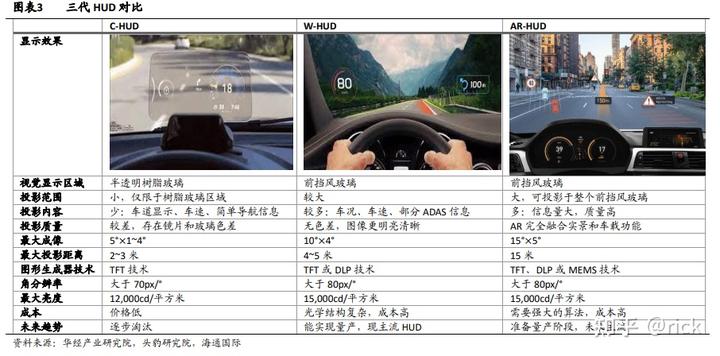 图表3 三代 HUD 对比
C-HUD W-HUD AR-HUD
显示效果
18
80
100m
150m
39 17
视觉显示区域 半透明树脂玻璃 前挡风玻璃 前挡风玻璃
投影范围 小，仅限于树脂玻璃区域 较大 大，可投影于整个前挡风玻璃
投影内容 少：车道显示、车速、简单导航信息 较多：车况、车速、部分 ADAS 信息 多：信息量大，质量高
投影质量 较差，存在镜片和玻璃色差 无色差，图像更明亮清晰 AR 完全融合实景和车载功能
最大成像 5°×1~4° 10°×4° 15°×5°
最大投影距离 2~3 米 4~5 米 15 米
图形生成器技术 TFT 技术 TFT 或 DLP 技术 TFT、DLP 或 MEMS 技术
角分辨率 大于 70px/° 大于 80px/° 大于 80px/°
最大亮度 12,000cd/平方米 15,000cd/平方米 15,000cd/平方米
成本 价格低 光学结构复杂，成本高 需要强大的算法，成本高
未来趋势 逐步淘汰 能实现量产，现主流 HUD 准备量产阶段，未
资料来源：华经产业研究院，头豹研究院，海通国际
知乎 @rick